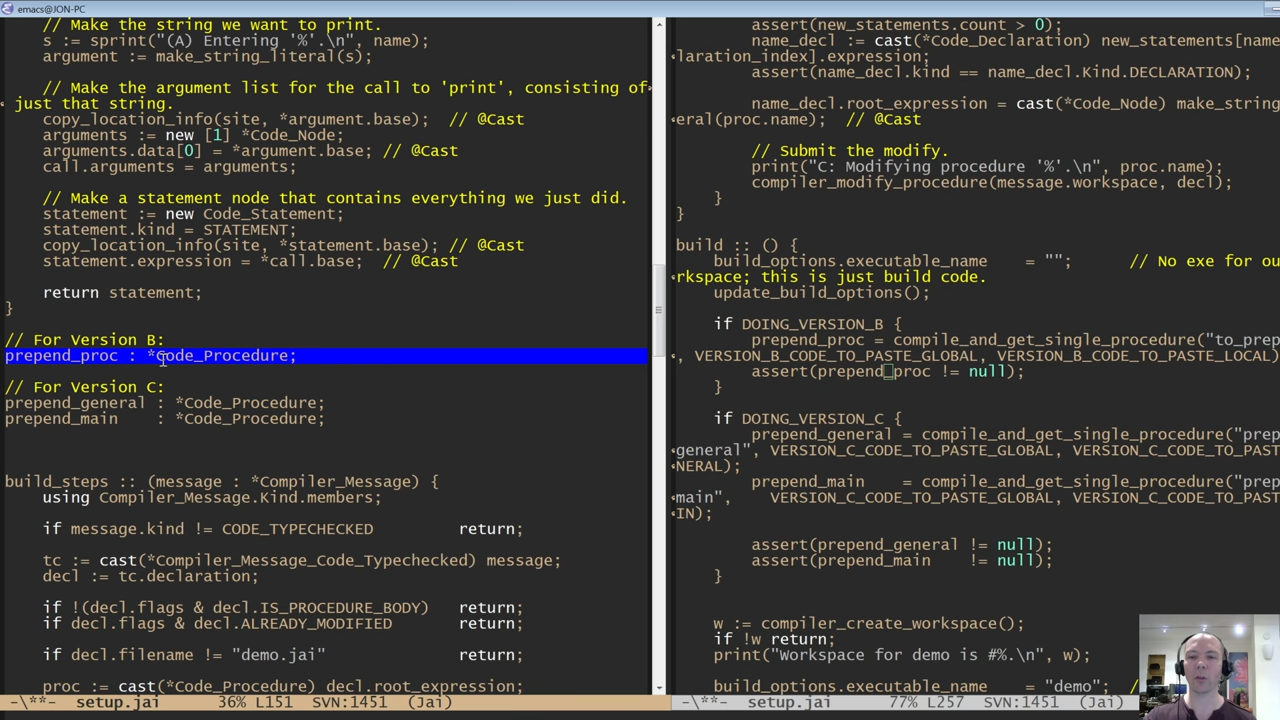 emacs@JON-PC
// Make the string we want to print.
s := sprint("(A) Entering '%'.\n", name);
argument := make_string_literal(s);
// Make the argument list for the call to 'print', consisting of
just that string.
copy_location_info(site, *argument.base);  // @Cast
arguments := new [1] *Code_Node;
arguments.data[0] = *argument.base; // @Cast
call.arguments = arguments;
// Make a statement node that contains everything we just did.
statement := new Code_Statement;
statement.kind = STATEMENT;
copy_location_info(site, *statement.base); // @Cast
statement.expression = *call.base;  // @Cast
return statement;
}
// For Version B:
prepend_proc : *Code_Procedure;
// For Version C:
prepend_general : *Code_Procedure;
prepend_main    : *Code_Procedure;
build_steps :: (message : *Compiler_Message) {
using Compiler_Message.Kind.members;
if message.kind != CODE_TYPECHECKED         return;
tc := cast(*Compiler_Message_Code_Typechecked) message;
decl := tc.declaration;
if !(decl.flags & decl.IS_PROCEDURE_BODY)   return;
if decl.flags & decl.ALREADY_MODIFIED       return;
if decl.filename != "demo.jai"              return;
proc := cast(*Code_Procedure) decl.root_expression;
-\**-  setup.jai      36% L151  SVN:1451  (Jai)
assert(new_statements.count > 0);
name_decl := cast(*Code_Declaration) new_statements[name
laration_index].expression;
assert(name_decl.kind == name_decl.Kind.DECLARATION);
name_decl.root_expression = cast(*Code_Node) make_string
eral(proc.name);  // @Cast
// Submit the modify.
print("C: Modifying procedure '%'.\n", proc.name);
compiler_modify_procedure(message.workspace, decl);
}
}
build :: () {
build_options.executable_name    = "";      // No exe for ou
rkspace; this is just build code.
update_build_options();
if DOING_VERSION_B {
prepend_proc = compile_and_get_single_procedure("to_prep
, VERSION_B_CODE_TO_PASTE_GLOBAL, VERSION_B_CODE_TO_PASTE_LOCAL)
assert(prepend_proc != null);
}
if DOING_VERSION_C {
prepend_general = compile_and_get_single_procedure("prep
general", VERSION_C_CODE_TO_PASTE_GLOBAL, VERSION_C_CODE_TO_PAST
NERAL);
prepend_main    = compile_and_get_single_procedure("prep
main",    VERSION_C_CODE_TO_PASTE_GLOBAL, VERSION_C_CODE_TO_PAST
IN);
assert(prepend_general != null);
assert(prepend_main    != null);
}
w := compiler_create_workspace();
if !w return;
print("Workspace for demo is #%.\n", w);
build_options.executable_name    = "demo";  /
-\**-  setup.jai      77% L257  SVN:1451  (Jai)